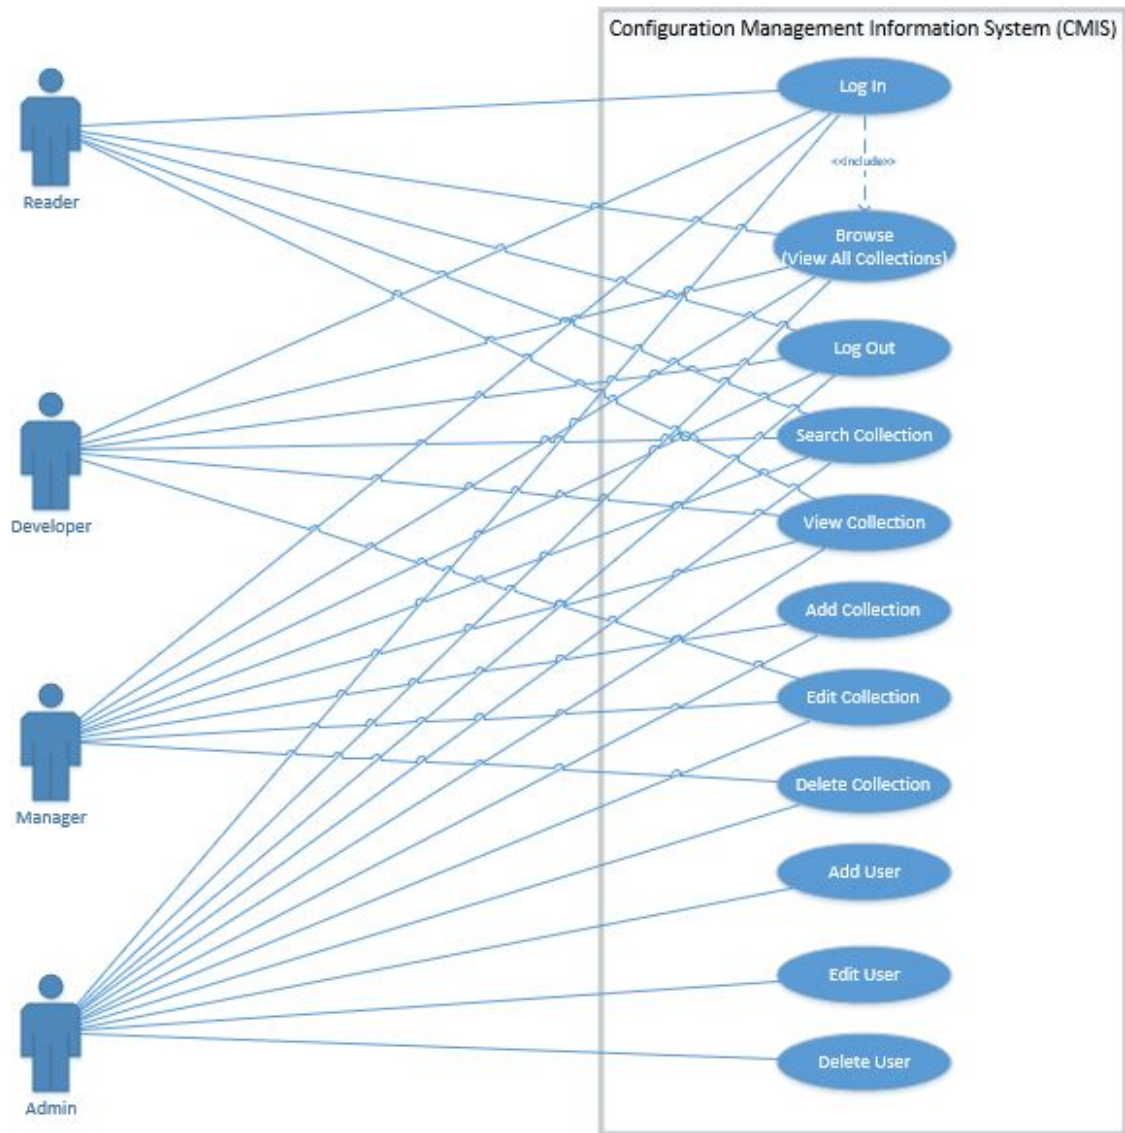 Configuration Management Information System (CMIS)
Log In
<<include>>
Reader
Browse
(View All Collections)
Log Out
Search Collection
Developer
View Collection
Add Collection
Edit Collection
Manager
Delete Collection
Add User
Edit User
Delete User
Admin